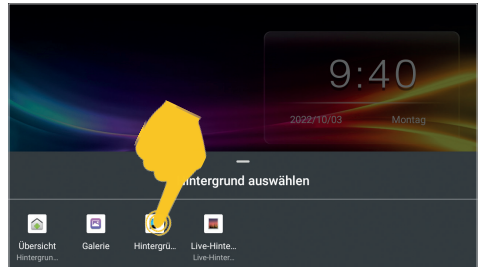 9:40
2022/10/03 Montag
intergrund auswählen
Übersicht Galerie Hintergrü... Live-Hinte...
Hintergrun... Live-Hinter...